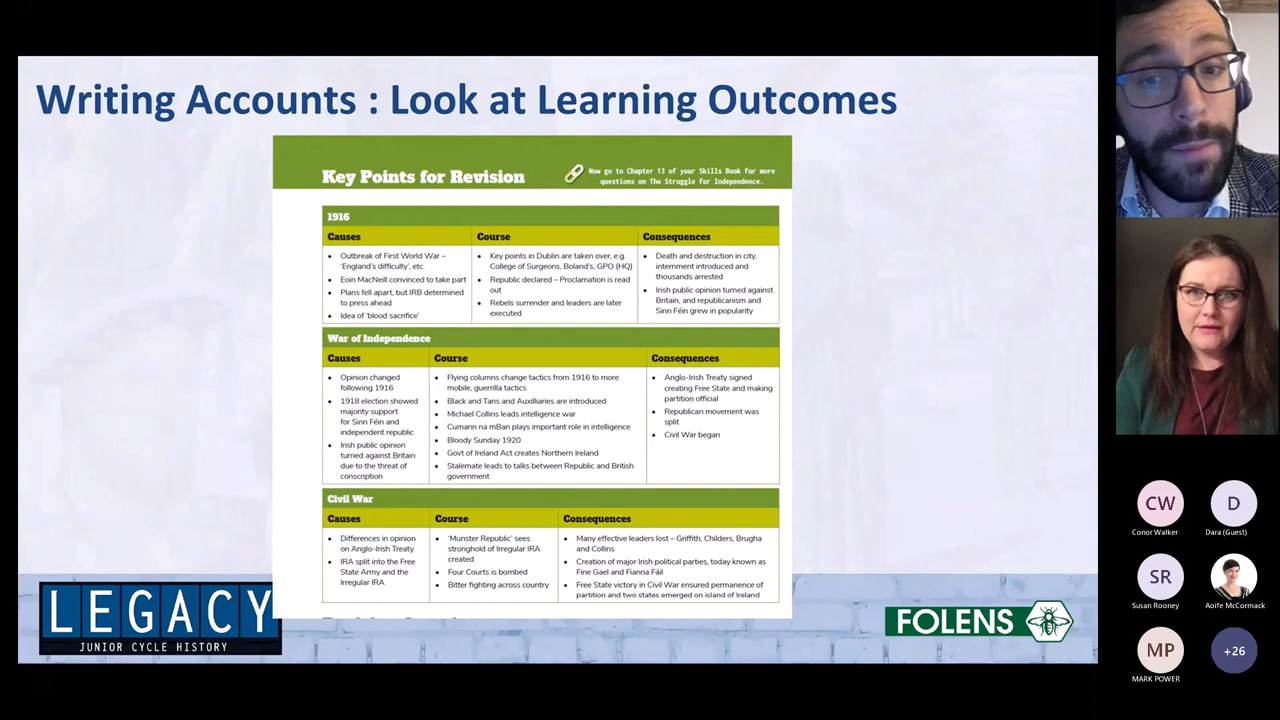 Writing Accounts : Look at Learning Outcomes
Key Points for Revision
Now go to Chapter 13 of your Skills Book for more
questions on The Struggle for Independence.
1916
Causes
Course
Consequences
• Outbreak of First World War –
‘England’s difficulty’, etc.
• Eoin MacNeill convinced to take part
• Plans fell apart, but IRB determined
to press ahead
• Idea of ‘blood sacrifice’
• Key points in Dublin are taken over, e.g.
College of Surgeons, Boland’s, GPO (HQ)
• Republic declared – Proclamation is read
out
• Rebels surrender and leaders are later
executed
• Death and destruction in city,
internment introduced and
thousands arrested
• Irish public opinion turned against
Britain, and republicanism and
Sinn Féin grew in popularity
War of Independence
Causes
Course
Consequences
• Opinion changed
following 1916
• 1918 election showed
majority support
for Sinn Féin and
independent republic
• Irish public opinion
turned against Britain
due to the threat of
conscription
• Flying columns change tactics from 1916 to more
mobile, guerrilla tactics
• Black and Tans and Auxilliaries are introduced
• Michael Collins leads intelligence war
• Cumann na mBan plays important role in intelligence
• Bloody Sunday 1920
• Govt of Ireland Act creates Northern Ireland
• Stalemate leads to talks between Republic and British
government
• Anglo-Irish Treaty signed
creating Free State and making
partition official
• Republican movement was
split
• Civil War began
Civil War
Causes
Course
Consequences
• Differences in opinion
on Anglo-Irish Treaty
• IRA split into the Free
State Army and the
Irregular IRA
• ‘Munster Republic’ sees
stronghold of Irregular IRA
created
• Four Courts is bombed
• Bitter fighting across country
• Many effective leaders lost – Griffith, Childers, Brugha
and Collins
• Creation of major Irish political parties, today known as
Fine Gael and Fianna Fáil
• Free State victory in Civil War ensured permanence of
partition and two states emerged on island of Ireland
LEGACY
JUNIOR CYCLE HISTORY
FOLENS
CW
Conor Walker
D
Dara (Guest)
SR
Susan Rooney
Aoife McCormack
MP
MARK POWER
+26